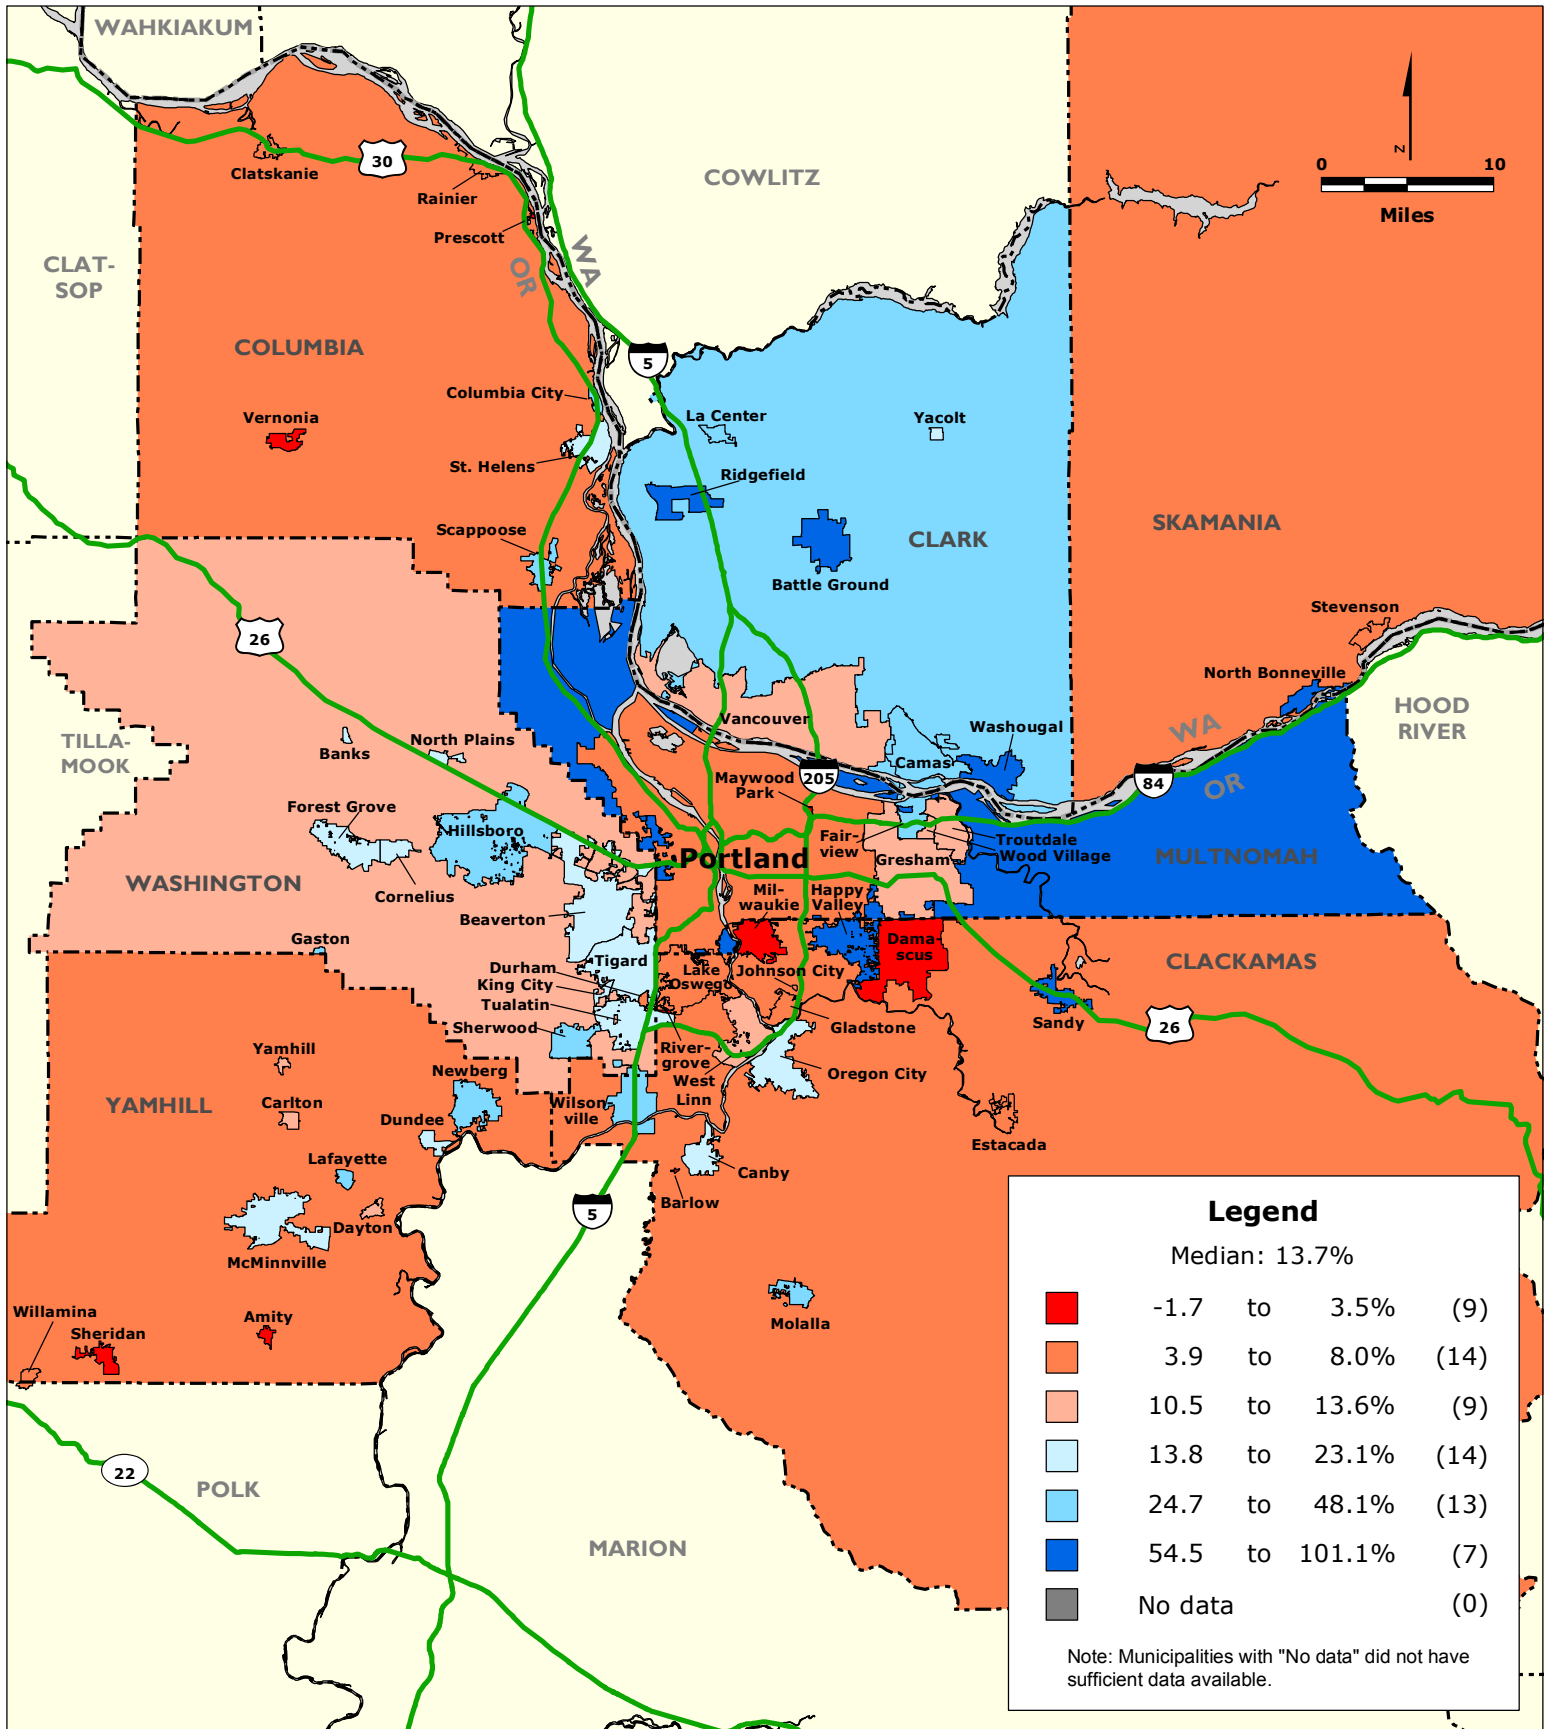 WAHKIAKUM
COWLITZ
CLAT-
SOP
30
Clatskanie
Rainier
Prescott
WA
OR
0
10
Miles
z
COLUMBIA
5
Columbia City
Vernonia
St. Helens
La Center
Yacolt
Ridgefield
Scappoose
CLARK
SKAMANIA
Battle Ground
Stevenson
26
North Bonneville
HOOD
RIVER
TILLA-
MOOK
Banks
North Plains
Vancouver
Washougal
WA
OR
Camas
84
205
Maywood
Park
Forest Grove
Hillsboro
Fair-
view
Troutdale
Wood Village
Portland
Gresham
MULTNOMAH
WASHINGTON
Cornelius
Beaverton
Mil-
waukie
Happy
Valley
Gaston
Dama-
scus
Tigard
Durham
King City
Tualatin
Sherwood
Lake
Oswego
Johnson City
CLACKAMAS
Gladstone
Sandy
26
River-
grove
West
Linn
Oregon City
Yamhill
Newberg
YAMHILL
Carlton
Dundee
Wilson
ville
Estacada
Lafayette
Canby
Barlow
5
Dayton
McMinnville
Willamina
Sheridan
Amity
Molalla
22
POLK
MARION
Legend
Median: 13.7%
-1.7 to 3.5% (9)
3.9 to 8.0% (14)
10.5 to 13.6% (9)
13.8 to 23.1% (14)
24.7 to 48.1% (13)
54.5 to 101.1% (7)
No data (0)
Note: Municipalities with "No data" did not have
sufficient data available.